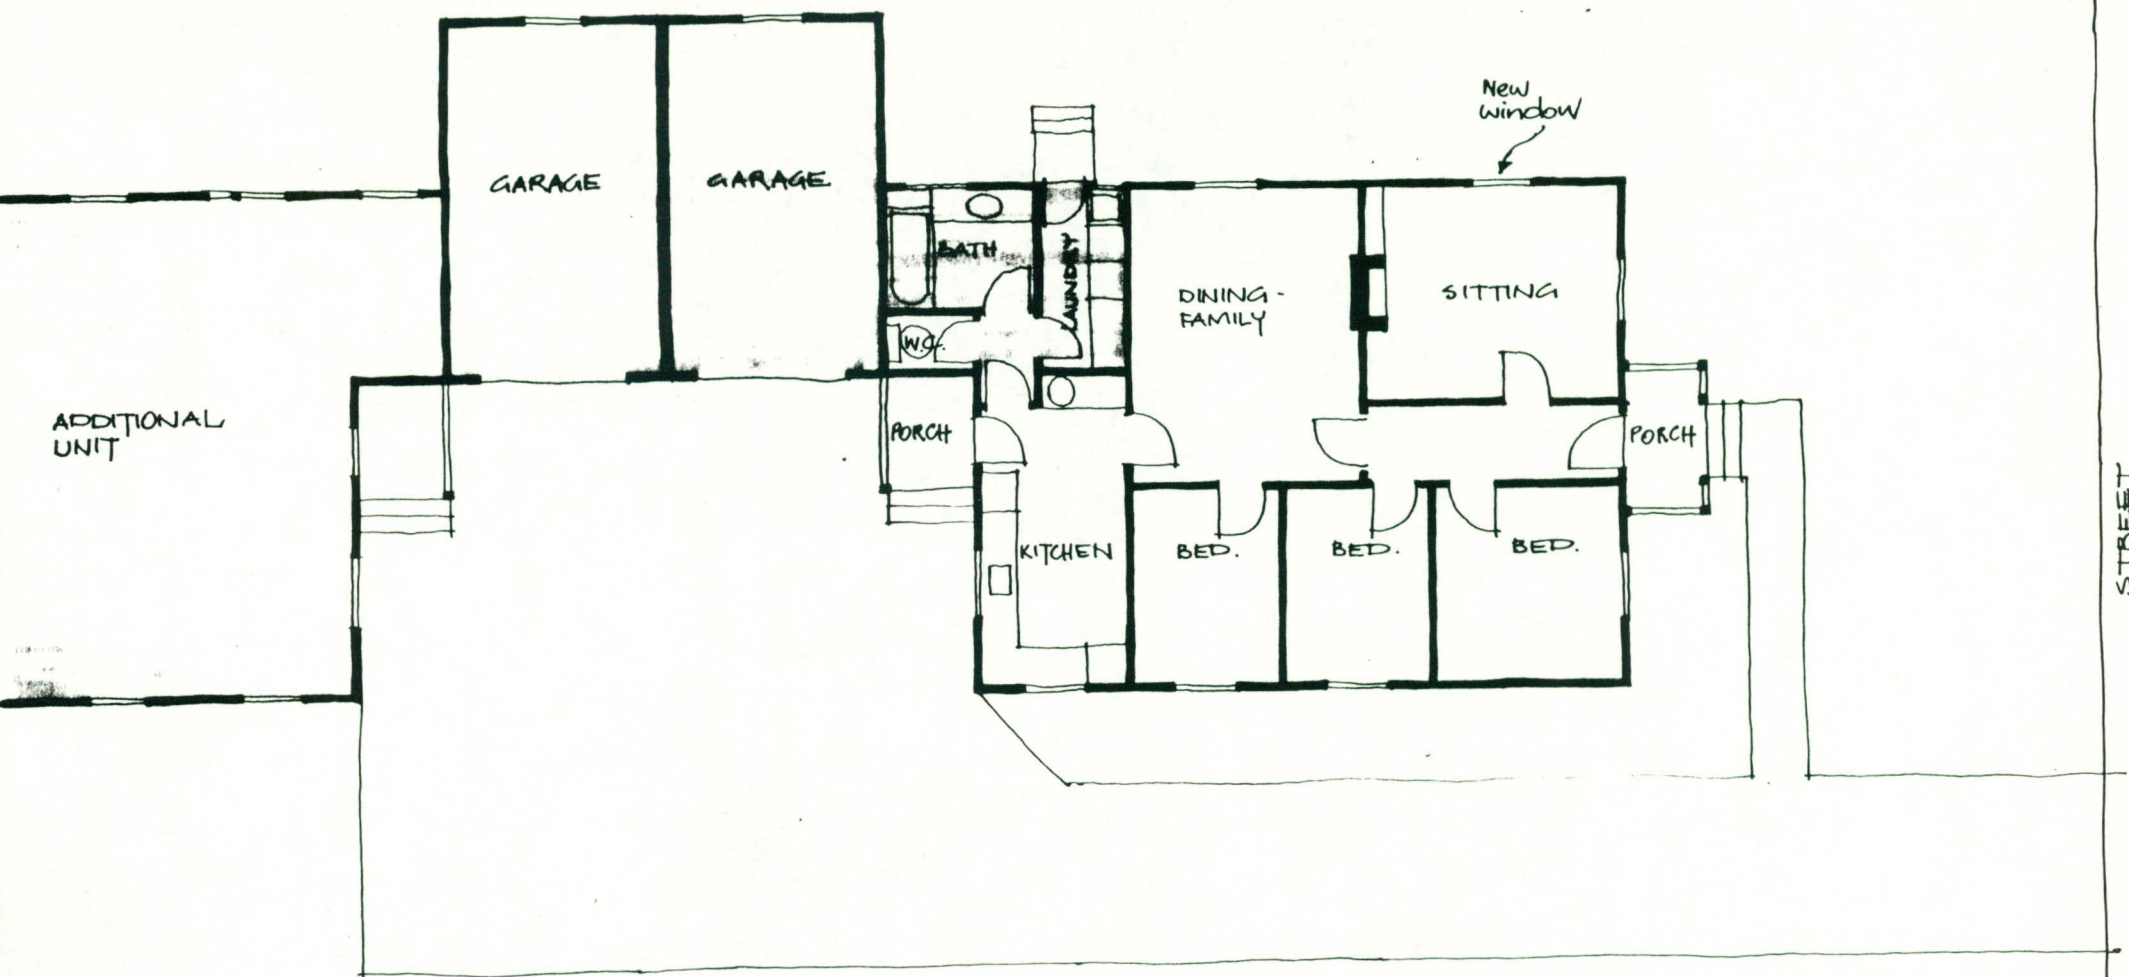 New
window
GARAGE
GARAGE
BATH
LAUNDRY
DINING-
FAMILY
SITTING
W.C.
ADDITIONAL
UNIT
PORCH
PORCH
KITCHEN
BED.
BED.
BED.
STREET